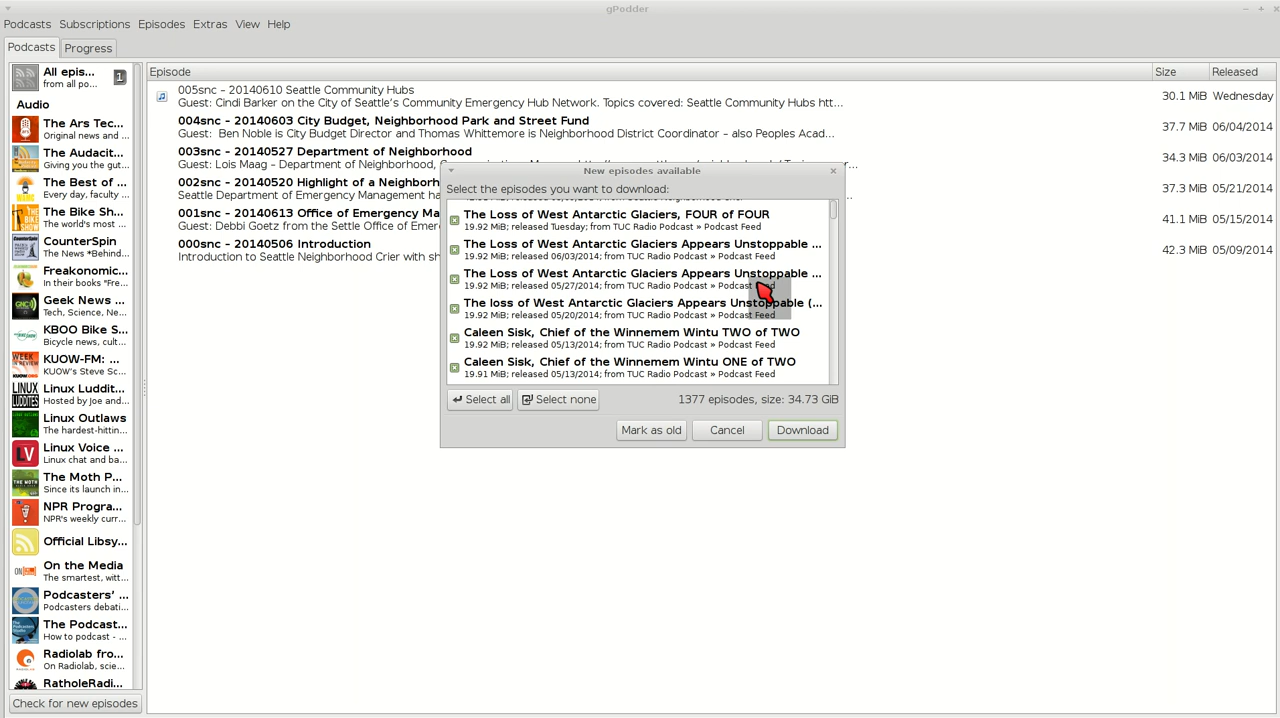 gPodder
Podcasts Subscriptions Episodes Extras View Help
Podcasts Progress
All epis...
from all po...
1
Audio
The Ars Tec...
Original news and ...
The Audacit...
Giving you the gut...
The Best of ...
Every day, faculty ...
The Bike Sh...
The world's most ...
CounterSpin
The News *Behind...
Freakonomic...
In their books "Fre...
Geek News ...
Tech, Science, Ne...
KBOO Bike S...
Bicycle news, cult...
KUOW-FM: ...
KUOW's Steve Sc...
Linux Luddit...
Hosted by Joe and...
Linux Outlaws
The hardest-hittin...
Linux Voice ...
Linux chat and ba...
The Moth P...
Since its launch in...
NPR Progra...
NPR's weekly curr...
Official Libsy...
On the Media
The smartest, witt...
Podcasters' ...
Podcasters debati...
The Podcast...
How to podcast - ...
Radiolab fro...
On Radiolab, scie...
RatholeRadi...
Check for new episodes
Episode Size Released
005snc - 20140610 Seattle Community Hubs
Guest: Cindi Barker on the City of Seattle's Community Emergency Hub Network. Topics covered: Seattle Community Hubs htt...
30.1 MiB Wednesday
004snc - 20140603 City Budget, Neighborhood Park and Street Fund
Guest: Ben Noble is City Budget Director and Thomas Whittemore is Neighborhood District Coordinator - also Peoples Acad...
37.7 MiB 06/04/2014
003snc - 20140527 Department of Neighborhood
Guest: Lois Maag - Department of Neighborhood,
34.3 MiB 06/03/2014
002snc - 20140520 Highlight of a Neighborh
Seattle Department of Emergency Management ha
37.3 MiB 05/21/2014
001snc - 20140613 Office of Emergency Ma
Guest: Debbi Goetz from the Settle Office of Emer
41.1 MiB 05/15/2014
000snc - 20140506 Introduction
Introduction to Seattle Neighborhood Crier with sh
42.3 MiB 05/09/2014
New episodes available
Select the episodes you want to download:
The Loss of West Antarctic Glaciers, FOUR of FOUR
19.92 MiB; released Tuesday; from TUC Radio Podcast » Podcast Feed
The Loss of West Antarctic Glaciers Appears Unstoppable ...
19.92 MiB; released 06/03/2014; from TUC Radio Podcast » Podcast Feed
The Loss of West Antarctic Glaciers Appears Unstoppable ...
19.92 MiB; released 05/27/2014; from TUC Radio Podcast » Podcast Feed
The loss of West Antarctic Glaciers Appears Unstoppable (...
19.92 MiB; released 05/20/2014; from TUC Radio Podcast » Podcast Feed
Caleen Sisk, Chief of the Winnemem Wintu TWO of TWO
19.92 MiB; released 05/13/2014; from TUC Radio Podcast » Podcast Feed
Caleen Sisk, Chief of the Winnemem Wintu ONE of TWO
19.91 MiB; released 05/13/2014; from TUC Radio Podcast » Podcast Feed
Select all Select none 1377 episodes, size: 34.73 GiB
Mark as old Cancel Download